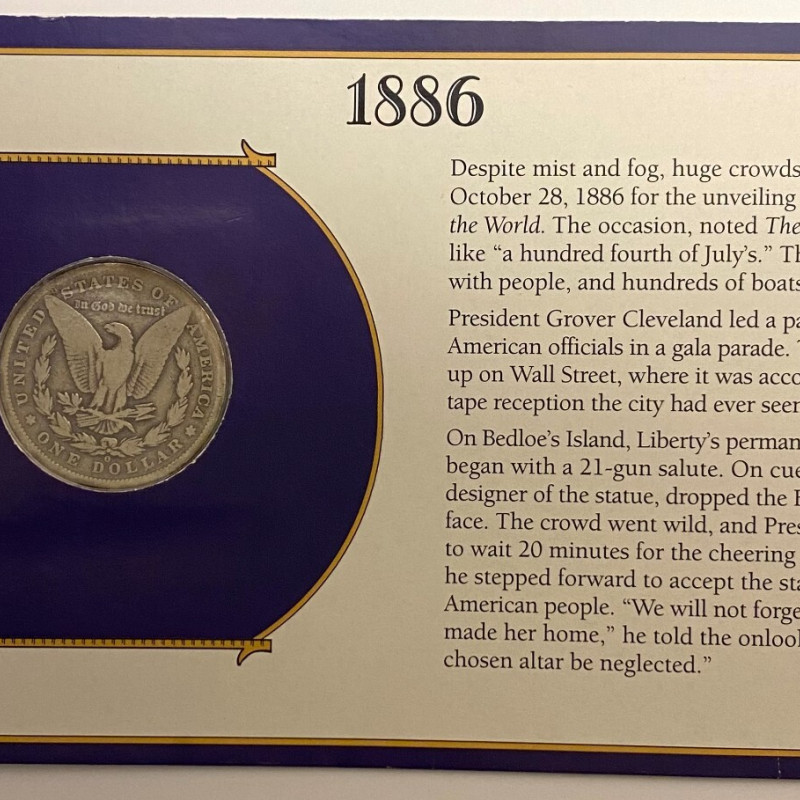 1886
UNITED STATES OF AMERICA
In God we trust
ONE DOLLAR
O
Despite mist and fog, huge crowds
October 28, 1886 for the unveiling
the World. The occasion, noted The
like “a hundred fourth of July’s.” Th
with people, and hundreds of boats
President Grover Cleveland led a pa
American officials in a gala parade.
up on Wall Street, where it was acco
tape reception the city had ever seen
On Bedloe’s Island, Liberty’s perman
began with a 21-gun salute. On cue
designer of the statue, dropped the F
face. The crowd went wild, and Pres
to wait 20 minutes for the cheering
he stepped forward to accept the sta
American people. “We will not forge
made her home,” he told the onlook
chosen altar be neglected.”